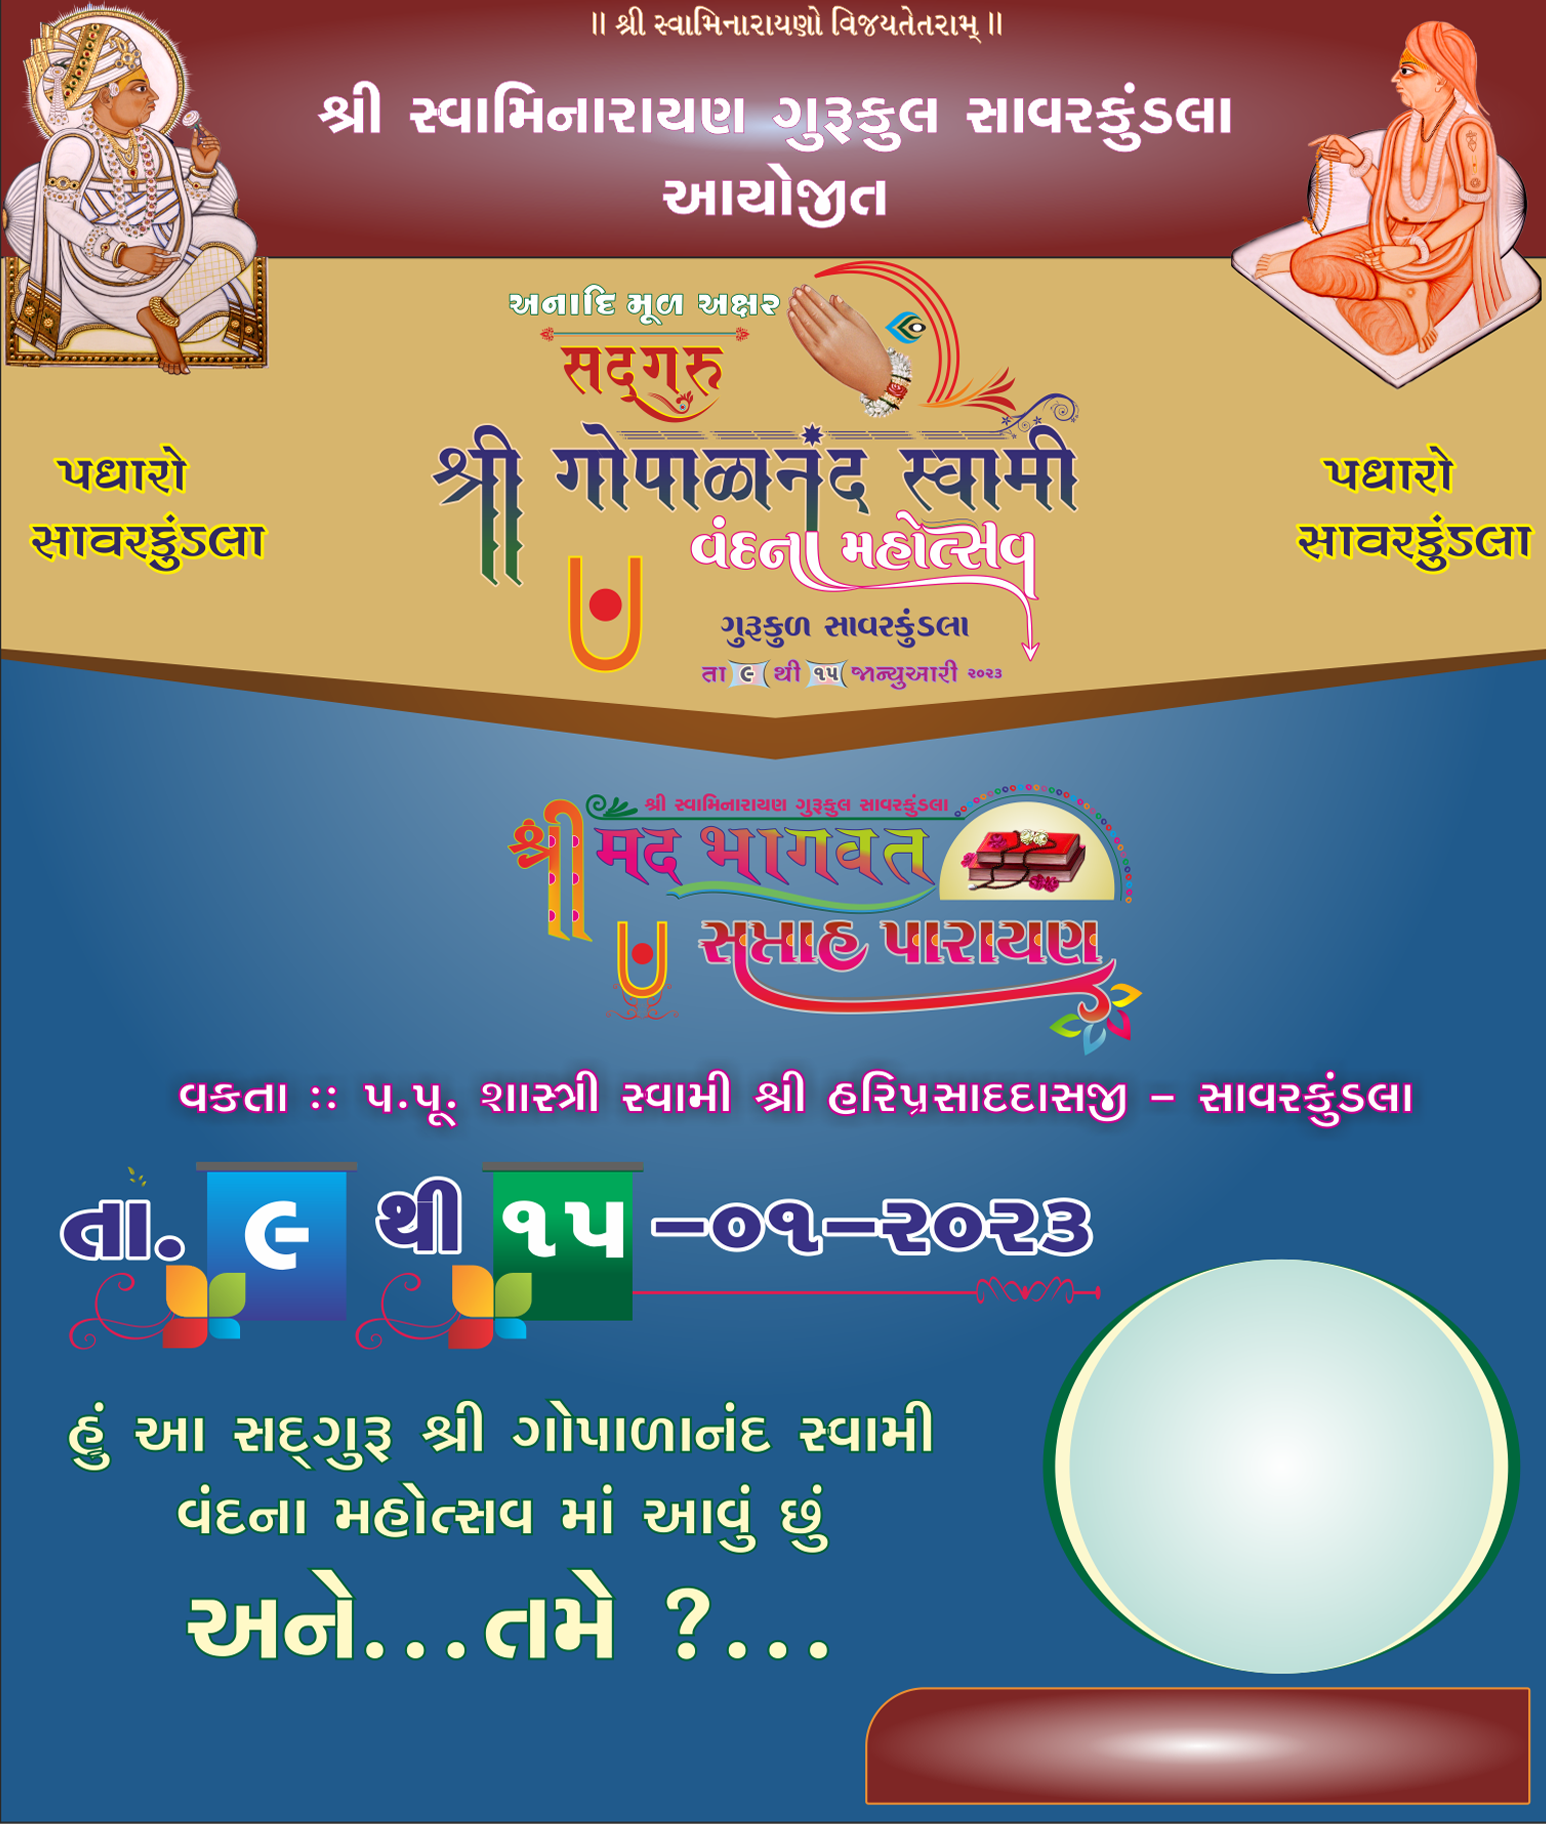 ॥ શ્રી સ્વામિનારાયણો વિજયતેતરામ્ ॥
શ્રી સ્વામિનારાયણ ગુરૂકુલ સાવરકુંડલા
આયોજીત
અનાદિ મૂળ અક્ષર
સદ્‌ગુરુ
શ્રી ગોપાળાનંદ સ્વામી
વંદના મહોત્સવ
ગુરૂકુળ સાવરકુંડલા
તા ૯ થી ૧૫ જાન્યુઆરી ૨૦૨૩
પધારો
સાવરકુંડલા
પધારો
સાવરકુંડલા
શ્રી સ્વામિનારાયણ ગુરૂકુલ સાવરકુંડલા
શ્રીમદ ભાગવત
સપ્તાહ પારાયણ
વકતા :: પ.પૂ. શાસ્ત્રી સ્વામી શ્રી હરિપ્રસાદદાસજી - સાવરકુંડલા
તા. ૯ થી ૧૫ -૦૧-૨૦૨૩
હું આ સદ્‌ગુરૂ શ્રી ગોપાળાનંદ સ્વામી
વંદના મહોત્સવ માં આવું છું
અને...તમે ?...